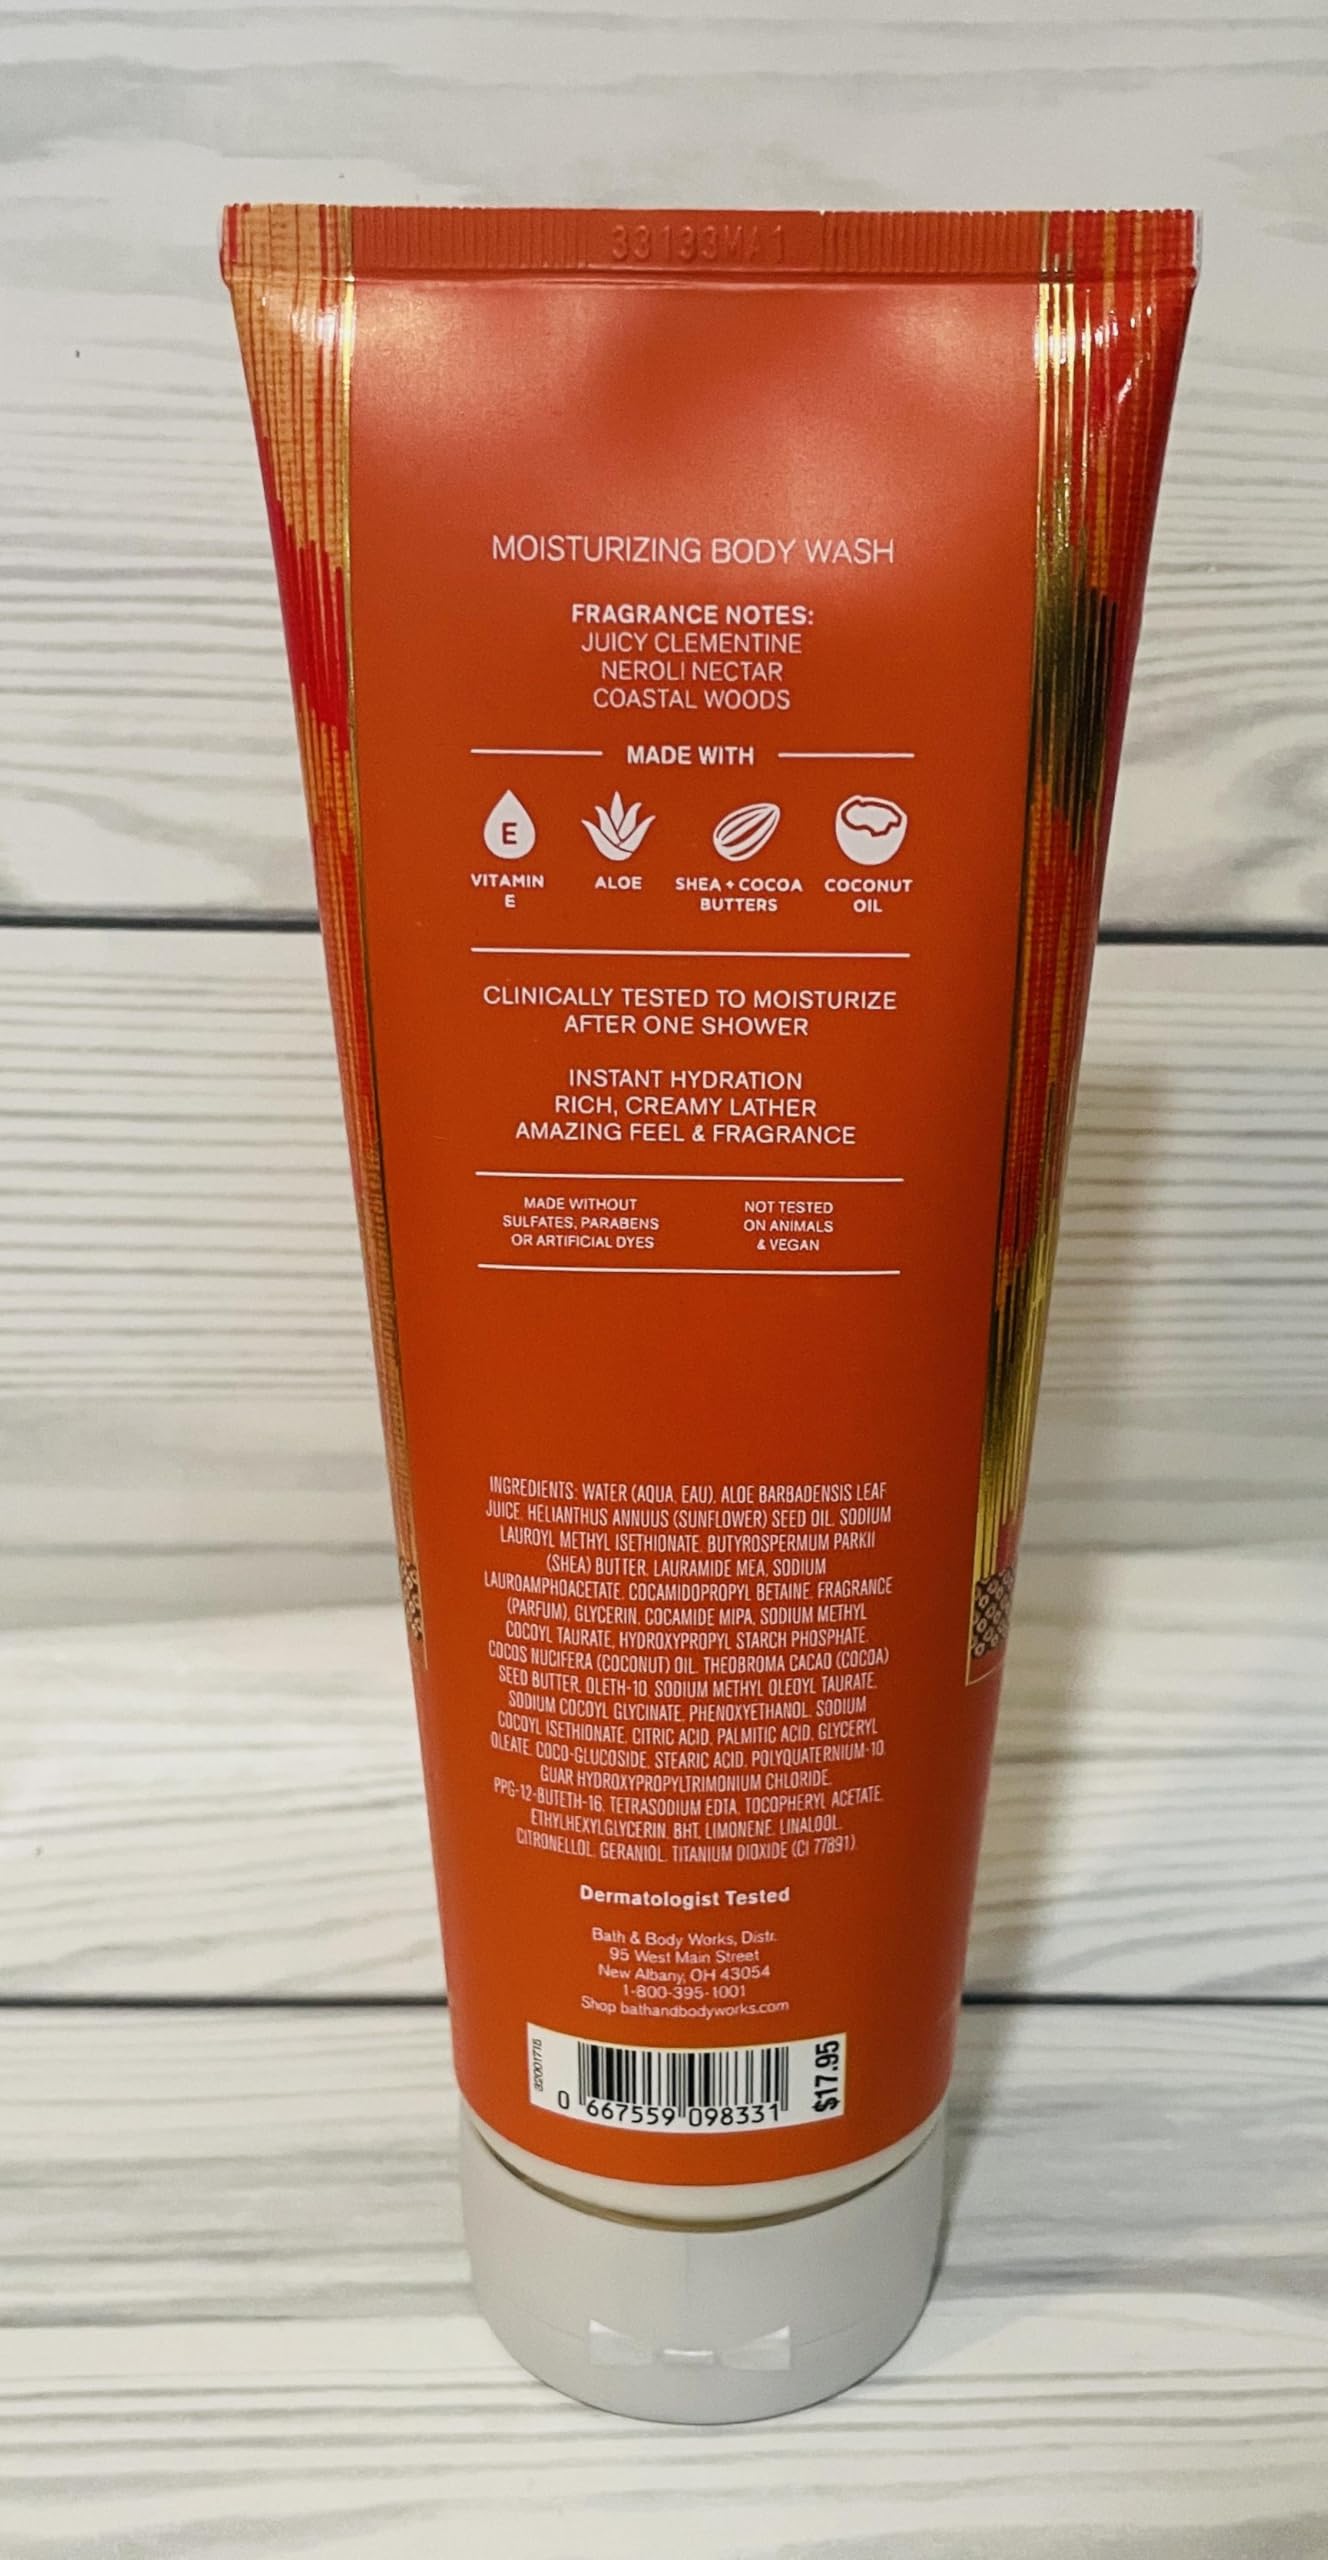 33133MA1
MOISTURIZING BODY WASH
FRAGRANCE NOTES:
JUICY CLEMENTINE
NEROLI NECTAR
COASTAL WOODS
MADE WITH
E
VITAMIN
E
ALOE
SHEA + COCOA
BUTTERS
COCONUT
OIL
CLINICALLY TESTED TO MOISTURIZE
AFTER ONE SHOWER
INSTANT HYDRATION
RICH, CREAMY LATHER
AMAZING FEEL & FRAGRANCE
MADE WITHOUT
SULFATES, PARABENS
OR ARTIFICIAL DYES
NOT TESTED
ON ANIMALS
& VEGAN
INGREDIENTS: WATER (AQUA, EAU), ALOE BARBADENSIS LEAF
JUICE, HELIANTHUS ANNUUS (SUNFLOWER) SEED OIL, SODIUM
LAUROYL METHYL ISETHIONATE, BUTYROSPERMUM PARKII
(SHEA) BUTTER, LAURAMIDE MEA, SODIUM
LAUROAMPHOACETATE, COCAMIDOPROPYL BETAINE, FRAGRANCE
(PARFUM), GLYCERIN, COCAMIDE MIPA, SODIUM METHYL
COCOYL TAURATE, HYDROXYPROPYL STARCH PHOSPHATE,
COCOS NUCIFERA (COCONUT) OIL, THEOBROMA CACAO (COCOA)
SEED BUTTER, OLETH-10, SODIUM METHYL OLEOYL TAURATE,
SODIUM COCOYL GLYCINATE, PHENOXYETHANOL, SODIUM
COCOYL ISETHIONATE, CITRIC ACID, PALMITIC ACID, GLYCERYL
OLEATE, COCO-GLUCOSIDE, STEARIC ACID, POLYQUATERNIUM-10,
GUAR HYDROXYPROPYLTRIMONIUM CHLORIDE,
PPG-12-BUTETH-16, TETRASODIUM EDTA, TOCOPHERYL ACETATE,
ETHYLHEXYLGLYCERIN, BHT, LIMONENE, LINALOOL,
CITRONELLOL, GERANIOL, TITANIUM DIOXIDE (CI 77891).
Dermatologist Tested
Bath & Body Works, Distr.
95 West Main Street
New Albany, OH 43054
1-800-395-1001
Shop bathandbodyworks.com
32001715
0 667559 098331
$17.95